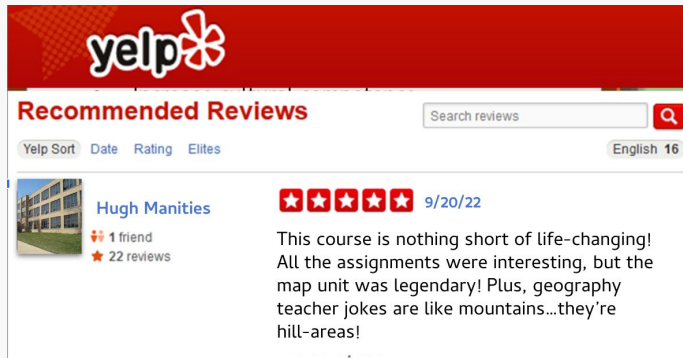 yelp
Recommended Reviews
Search reviews
Yelp Sort Date Rating Elites
English 16
Hugh Manities
1 friend
22 reviews
9/20/22
This course is nothing short of life-changing!
All the assignments were interesting, but the
map unit was legendary! Plus, geography
teacher jokes are like mountains...they're
hill-areas!